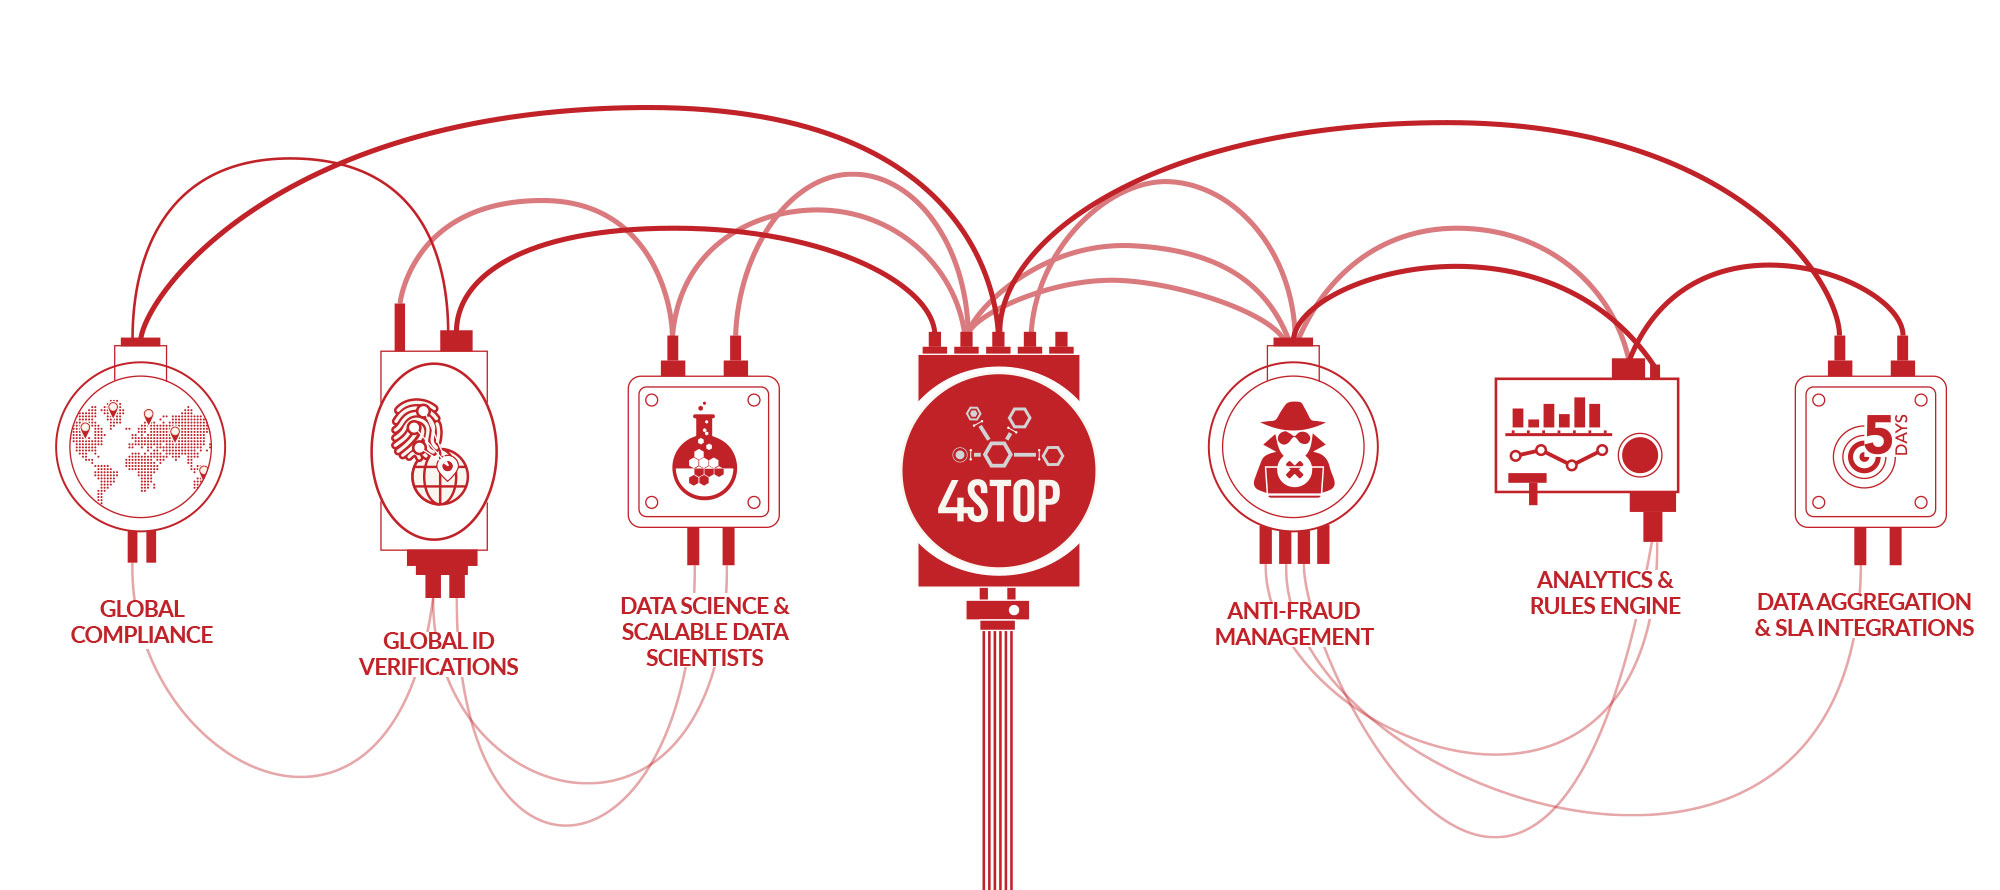 4STOP
5
DAYS
GLOBAL
COMPLIANCE
GLOBAL ID
VERIFICATIONS
DATA SCIENCE &
SCALABLE DATA
SCIENTISTS
ANTI-FRAUD
MANAGEMENT
ANALYTICS &
RULES ENGINE
DATA AGGREGATION
& SLA INTEGRATIONS